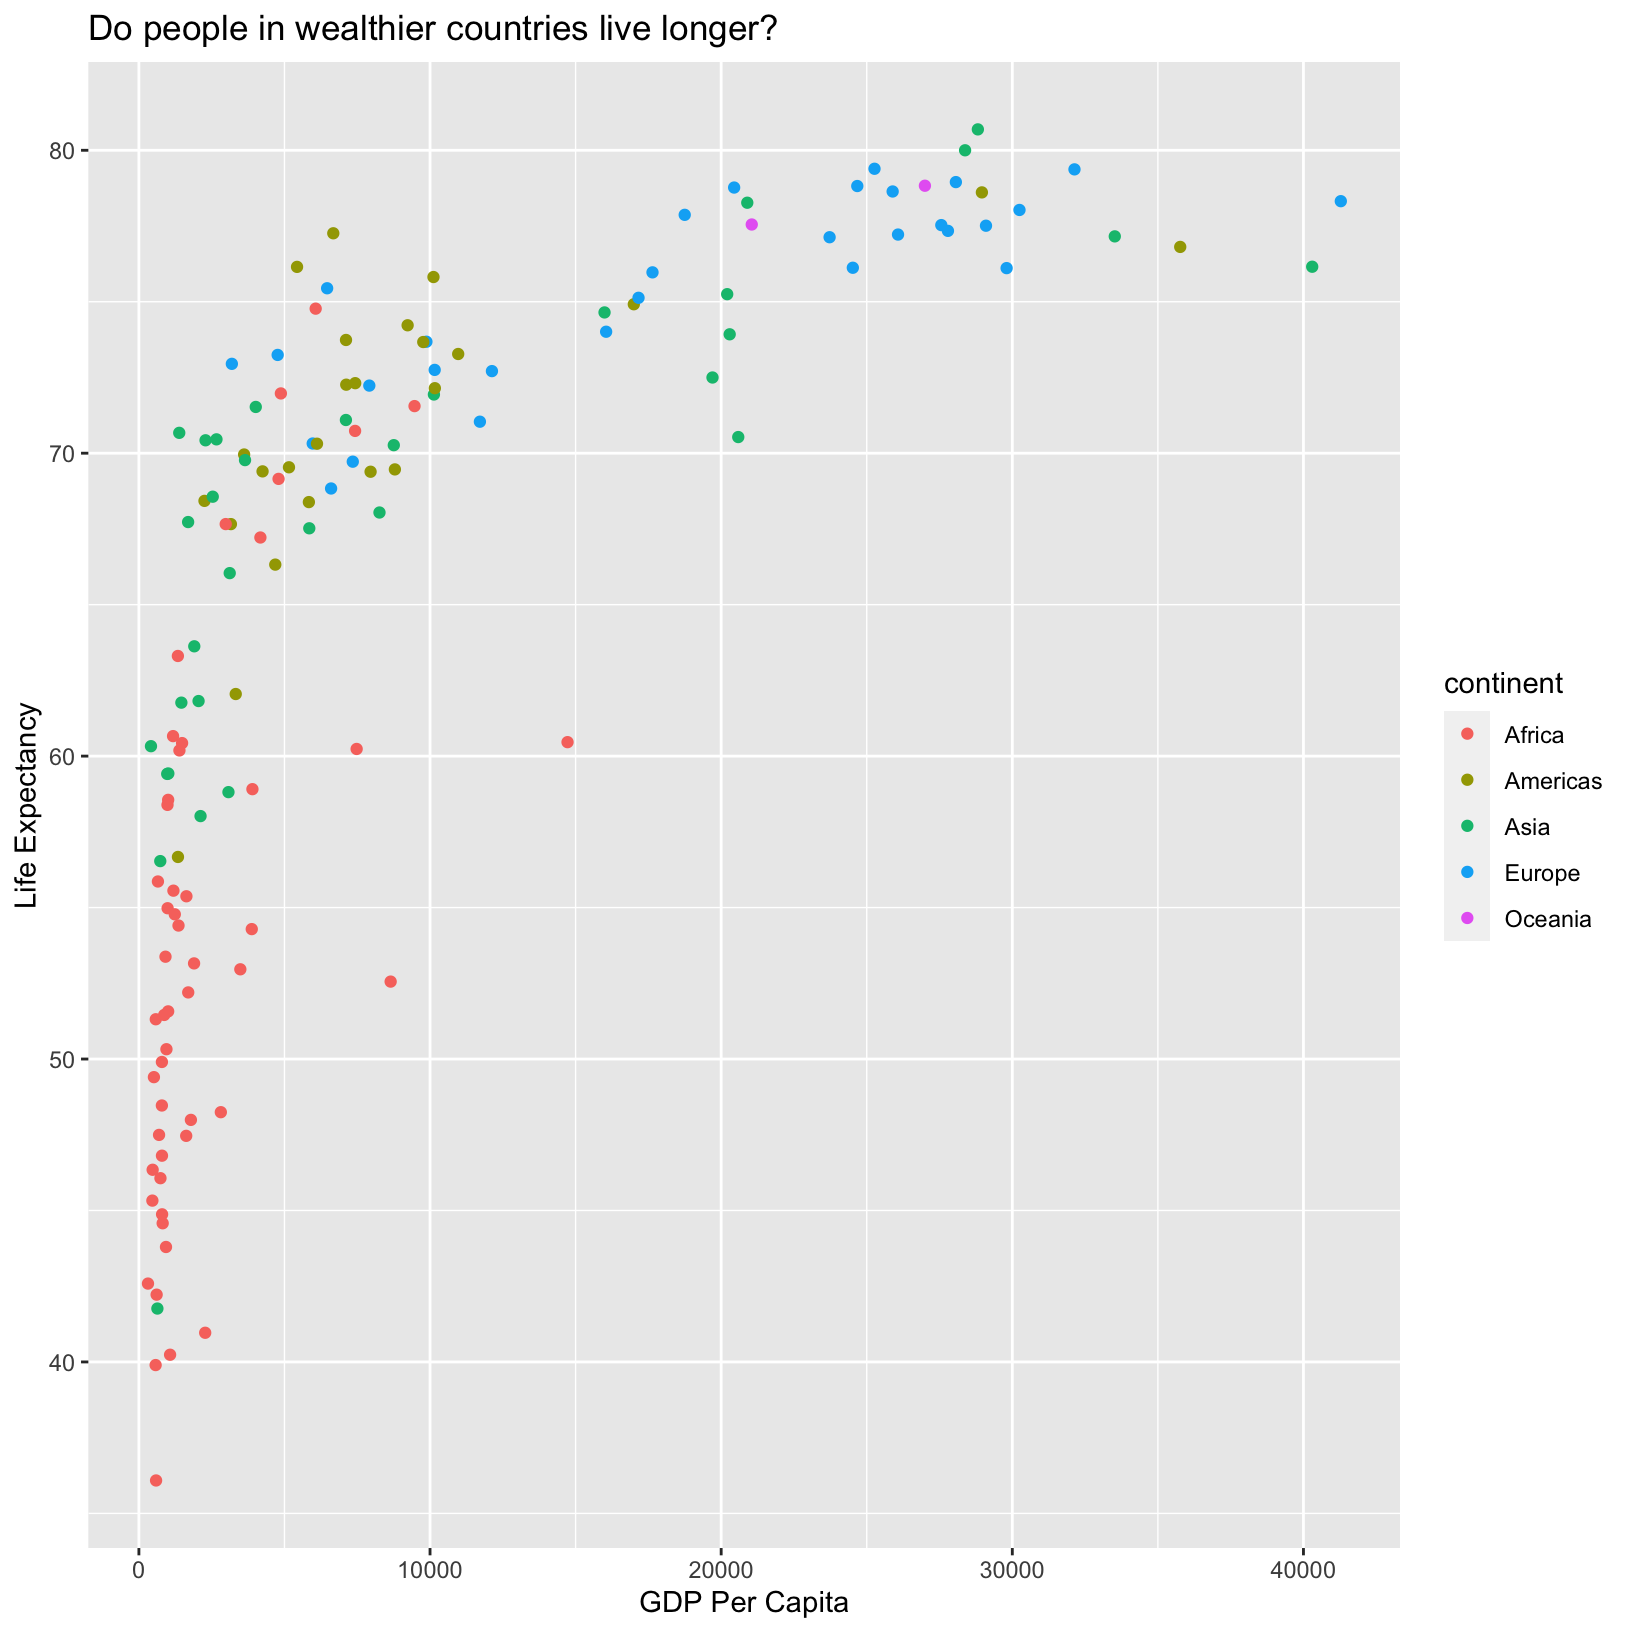 Do people in wealthier countries live longer?
80
70
60
50
40
Life Expectancy
0 10000 20000 30000 40000
GDP Per Capita
continent
Africa
Americas
Asia
Europe
Oceania